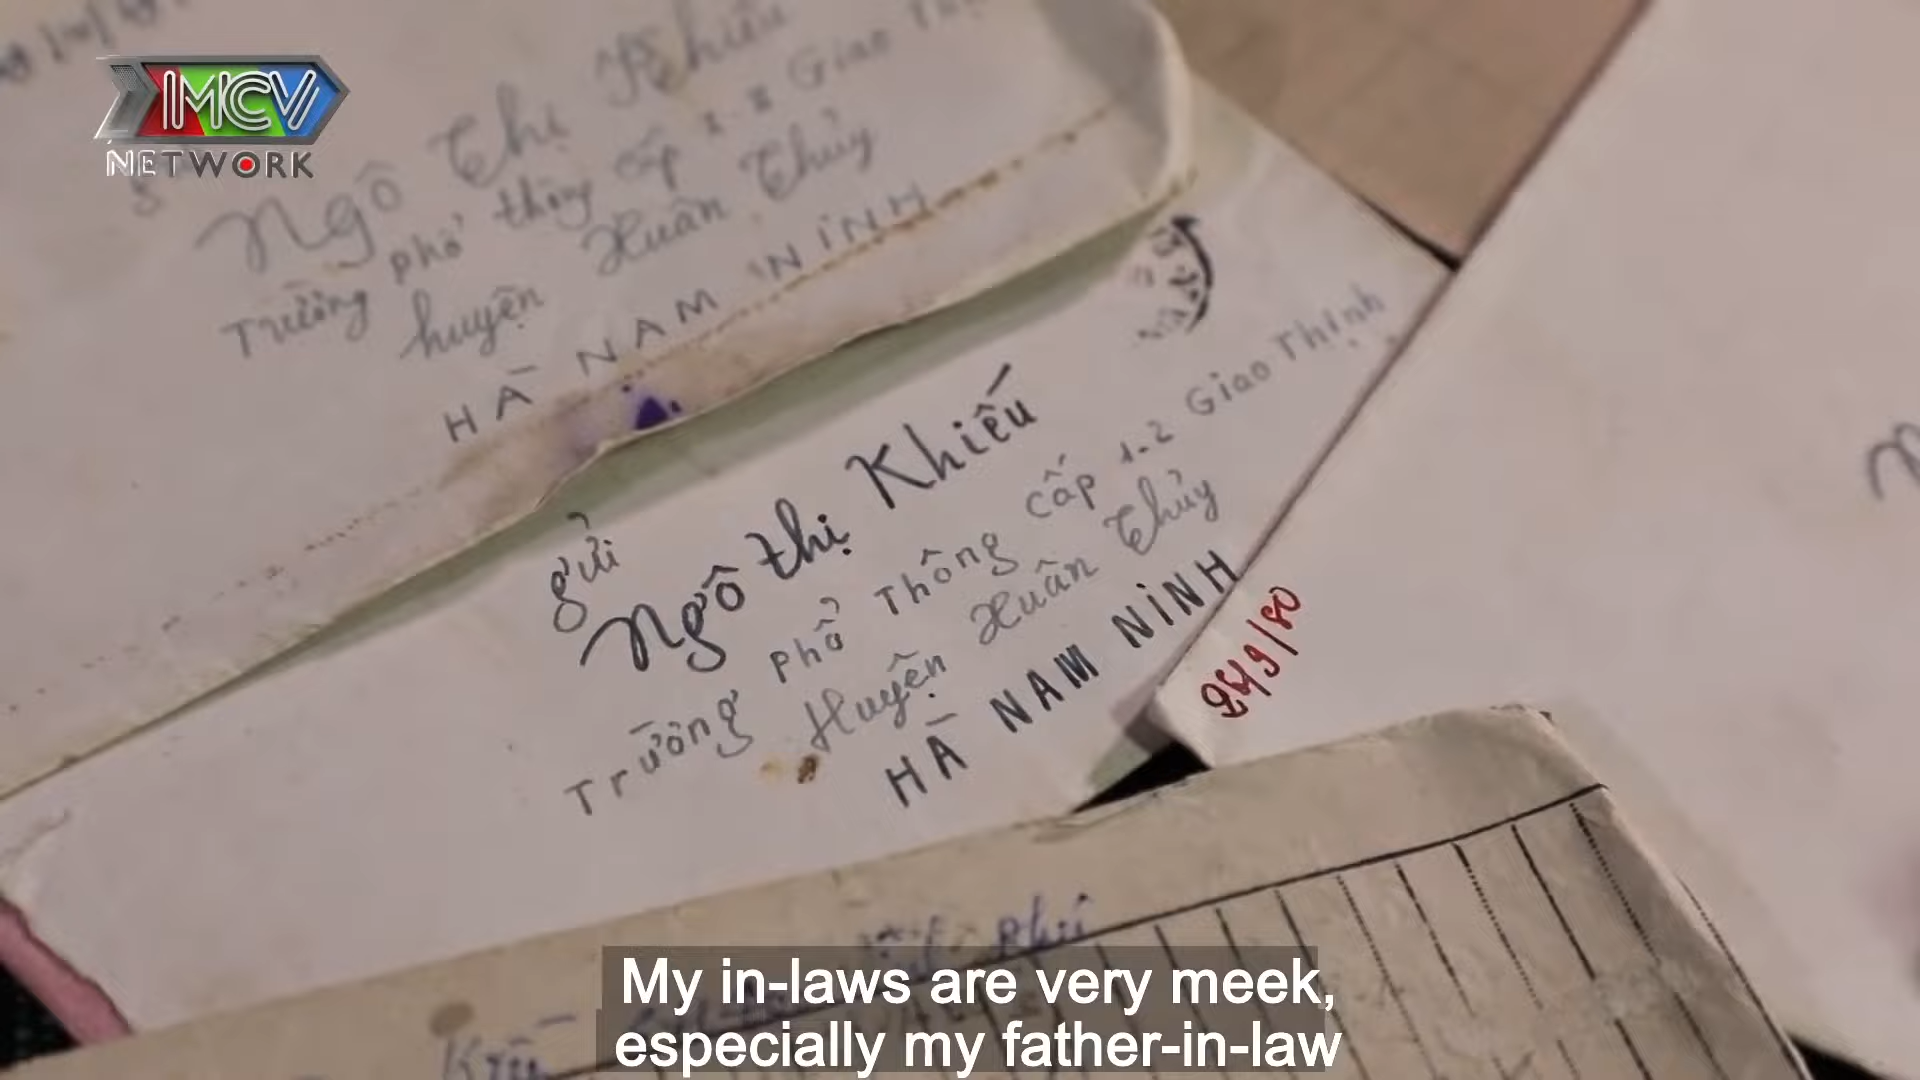 MCV
NETWORK
Ngô Thị Khiếu
Trường phổ thông cấp 1-2 Giao
huyện Xuân Thủy
HÀ NAM NINH
gửi
Ngô thị Khiếu
Trường phổ Thông cấp 1-2 Giao Thịnh
Huyện Xuân Thủy
HÀ NAM NINH
My in-laws are very meek,
especially my father-in-law